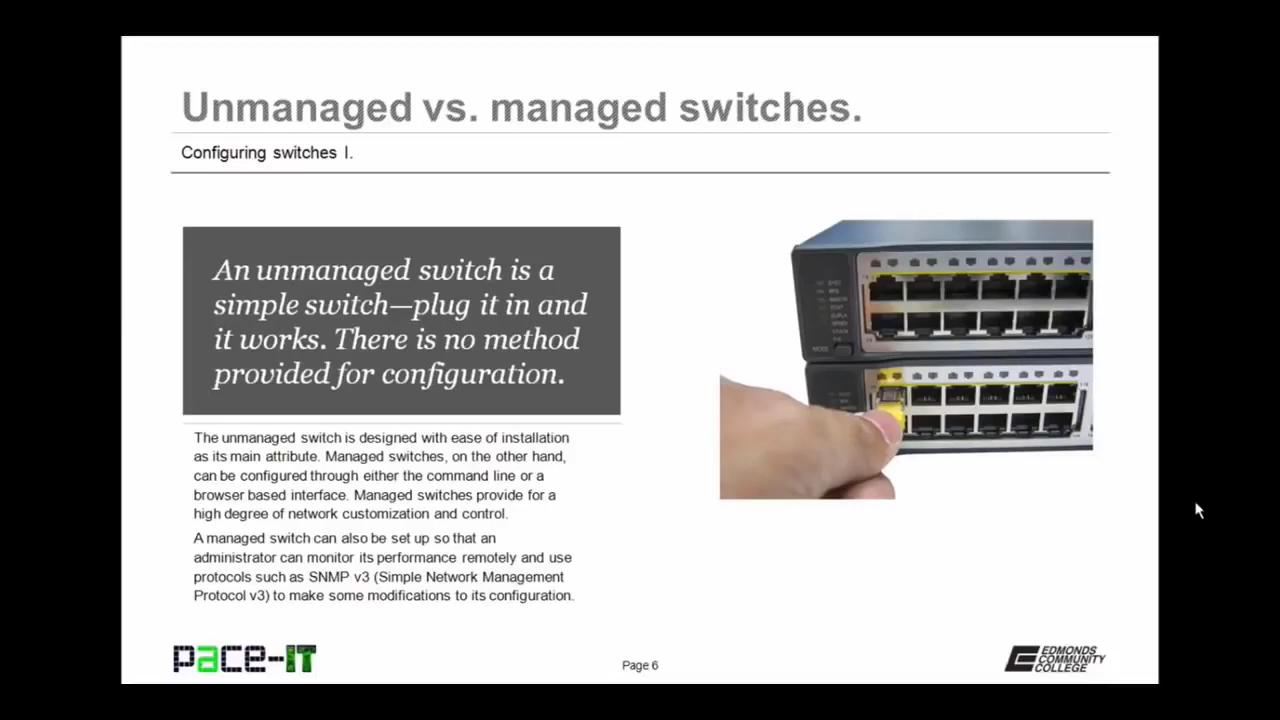 Unmanaged vs. managed switches.
Configuring switches I.
An unmanaged switch is a
simple switch—plug it in and
it works. There is no method
provided for configuration.
The unmanaged switch is designed with ease of installation
as its main attribute. Managed switches, on the other hand,
can be configured through either the command line or a
browser based interface. Managed switches provide for a
high degree of network customization and control.
A managed switch can also be set up so that an
administrator can monitor its performance remotely and use
protocols such as SNMP v3 (Simple Network Management
Protocol v3) to make some modifications to its configuration.
MODE
pace-IT
Page 6
EDMONDS
COMMUNITY
COLLEGE